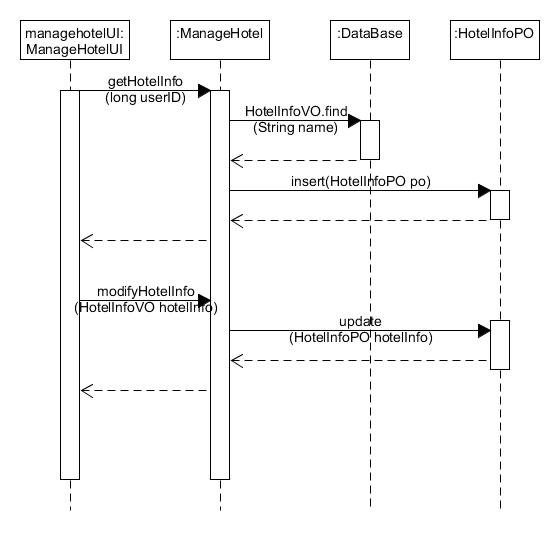 managehotelUI:
ManageHotelUI
:ManageHotel
:DataBase
:HotelInfoPO
getHotelInfo
(long userID)
HotelInfoVO.find
(String name)
insert(HotelInfoPO po)
modifyHotelInfo
(HotelInfoVO hotelInfo)
update
(HotelInfoPO hotelInfo)